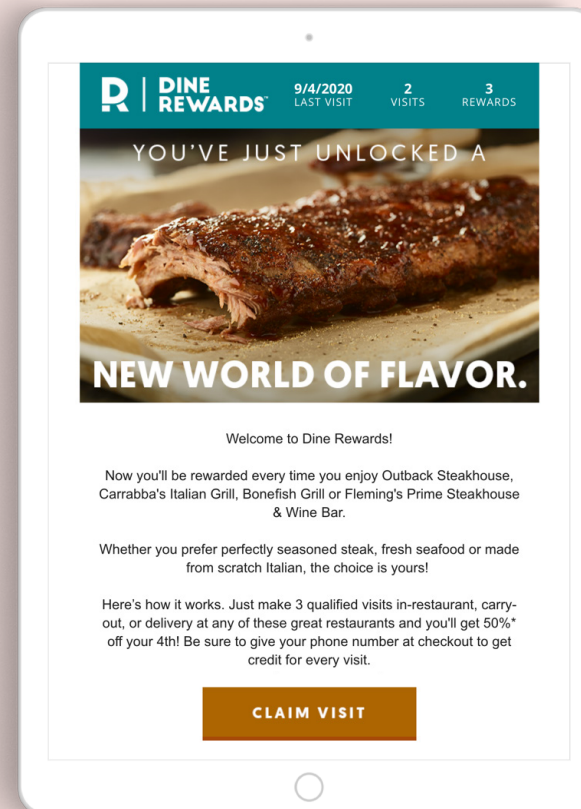 R | DINE REWARDS™
9/4/2020 2 3
LAST VISIT VISITS REWARDS
YOU'VE JUST UNLOCKED A
NEW WORLD OF FLAVOR.
Welcome to Dine Rewards!
Now you'll be rewarded every time you enjoy Outback Steakhouse,
Carrabba's Italian Grill, Bonefish Grill or Fleming's Prime Steakhouse
& Wine Bar.
Whether you prefer perfectly seasoned steak, fresh seafood or made
from scratch Italian, the choice is yours!
Here’s how it works. Just make 3 qualified visits in-restaurant, carry-
out, or delivery at any of these great restaurants and you'll get 50%*
off your 4th! Be sure to give your phone number at checkout to get
credit for every visit.
CLAIM VISIT